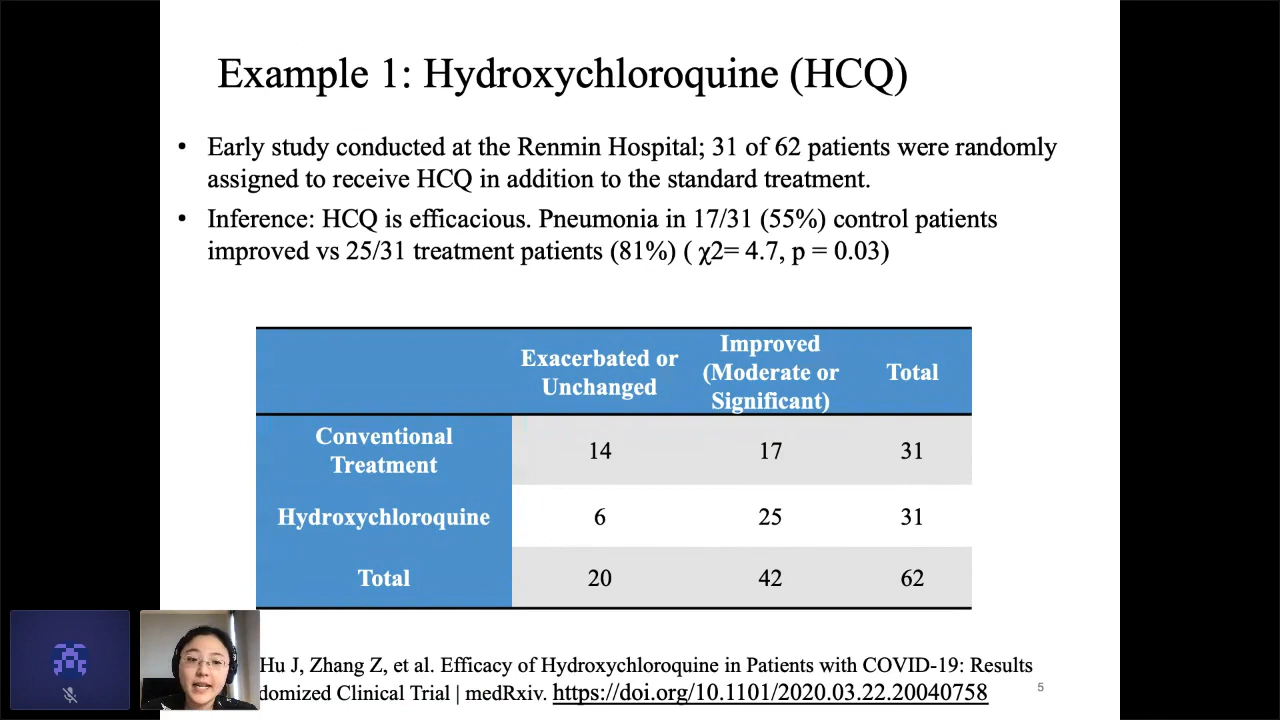 Example 1: Hydroxychloroquine (HCQ)
• Early study conducted at the Renmin Hospital; 31 of 62 patients were randomly
assigned to receive HCQ in addition to the standard treatment.
• Inference: HCQ is efficacious. Pneumonia in 17/31 (55%) control patients
improved vs 25/31 treatment patients (81%) ( χ2= 4.7, p = 0.03)
Exacerbated or
Unchanged
Improved
(Moderate or
Significant)
Total
Conventional
Treatment
14 17 31
Hydroxychloroquine 6 25 31
Total 20 42 62
Hu J, Zhang Z, et al. Efficacy of Hydroxychloroquine in Patients with COVID-19: Results
domized Clinical Trial | medRxiv. https://doi.org/10.1101/2020.03.22.20040758
5